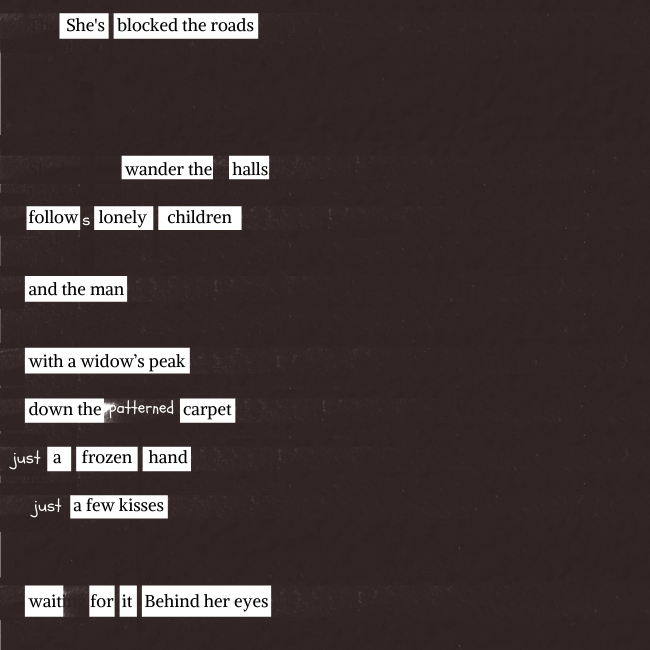 She's blocked the roads
wander the halls
follows lonely children
and the man
with a widow’s peak
down the patterned carpet
just a frozen hand
just a few kisses
wait for it Behind her eyes